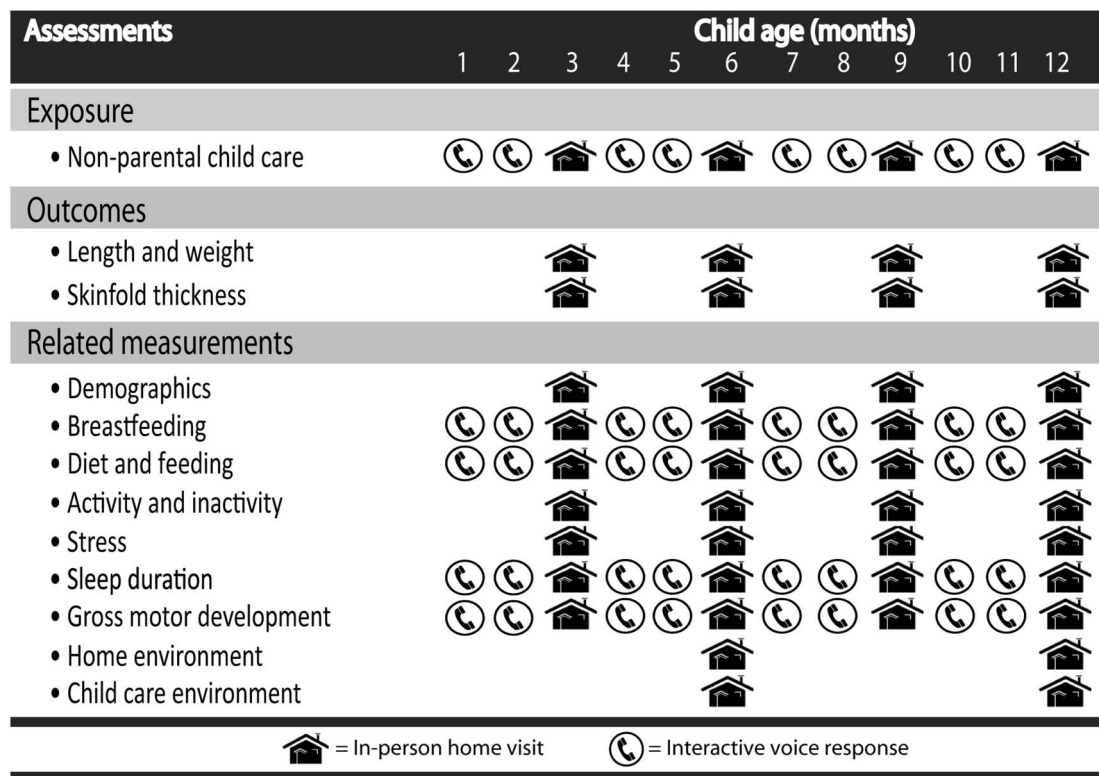 Assessments Child age (months)
1 2 3 4 5 6 7 8 9 10 11 12
Exposure
• Non-parental child care
Outcomes
• Length and weight
• Skinfold thickness
Related measurements
• Demographics
• Breastfeeding
• Diet and feeding
• Activity and inactivity
• Stress
• Sleep duration
• Gross motor development
• Home environment
• Child care environment
= In-person home visit = Interactive voice response